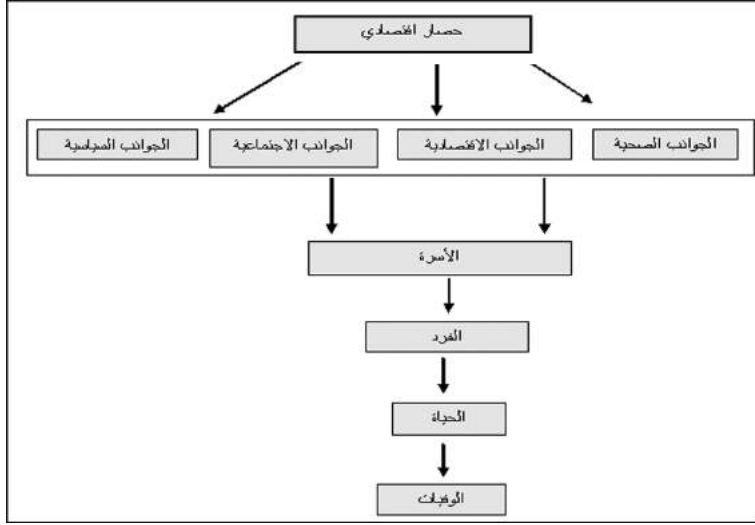 حصار اقتصادي
الجوانب الصحية
الجوانب الاقتصادية
الجوانب الاجتماعية
الجوانب السياسية
الأسرة
الفرد
الحياة
الوفيات